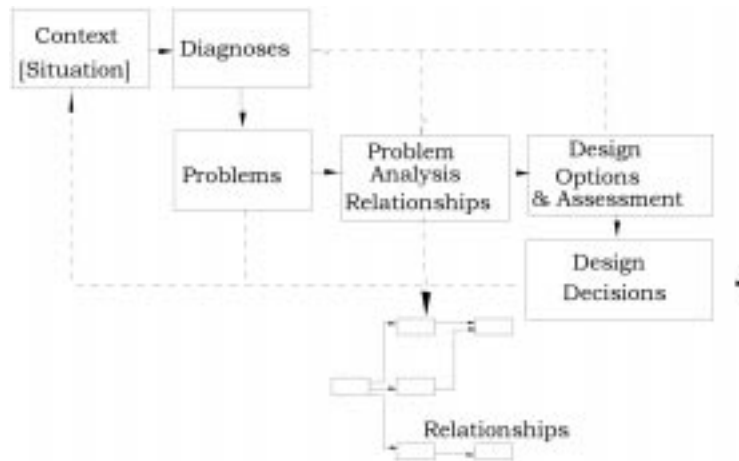 Context
[Situation]
Diagnoses
Problems
Problem
Analysis
Relationships
Design
Options
& Assessment
Design
Decisions
Relationships